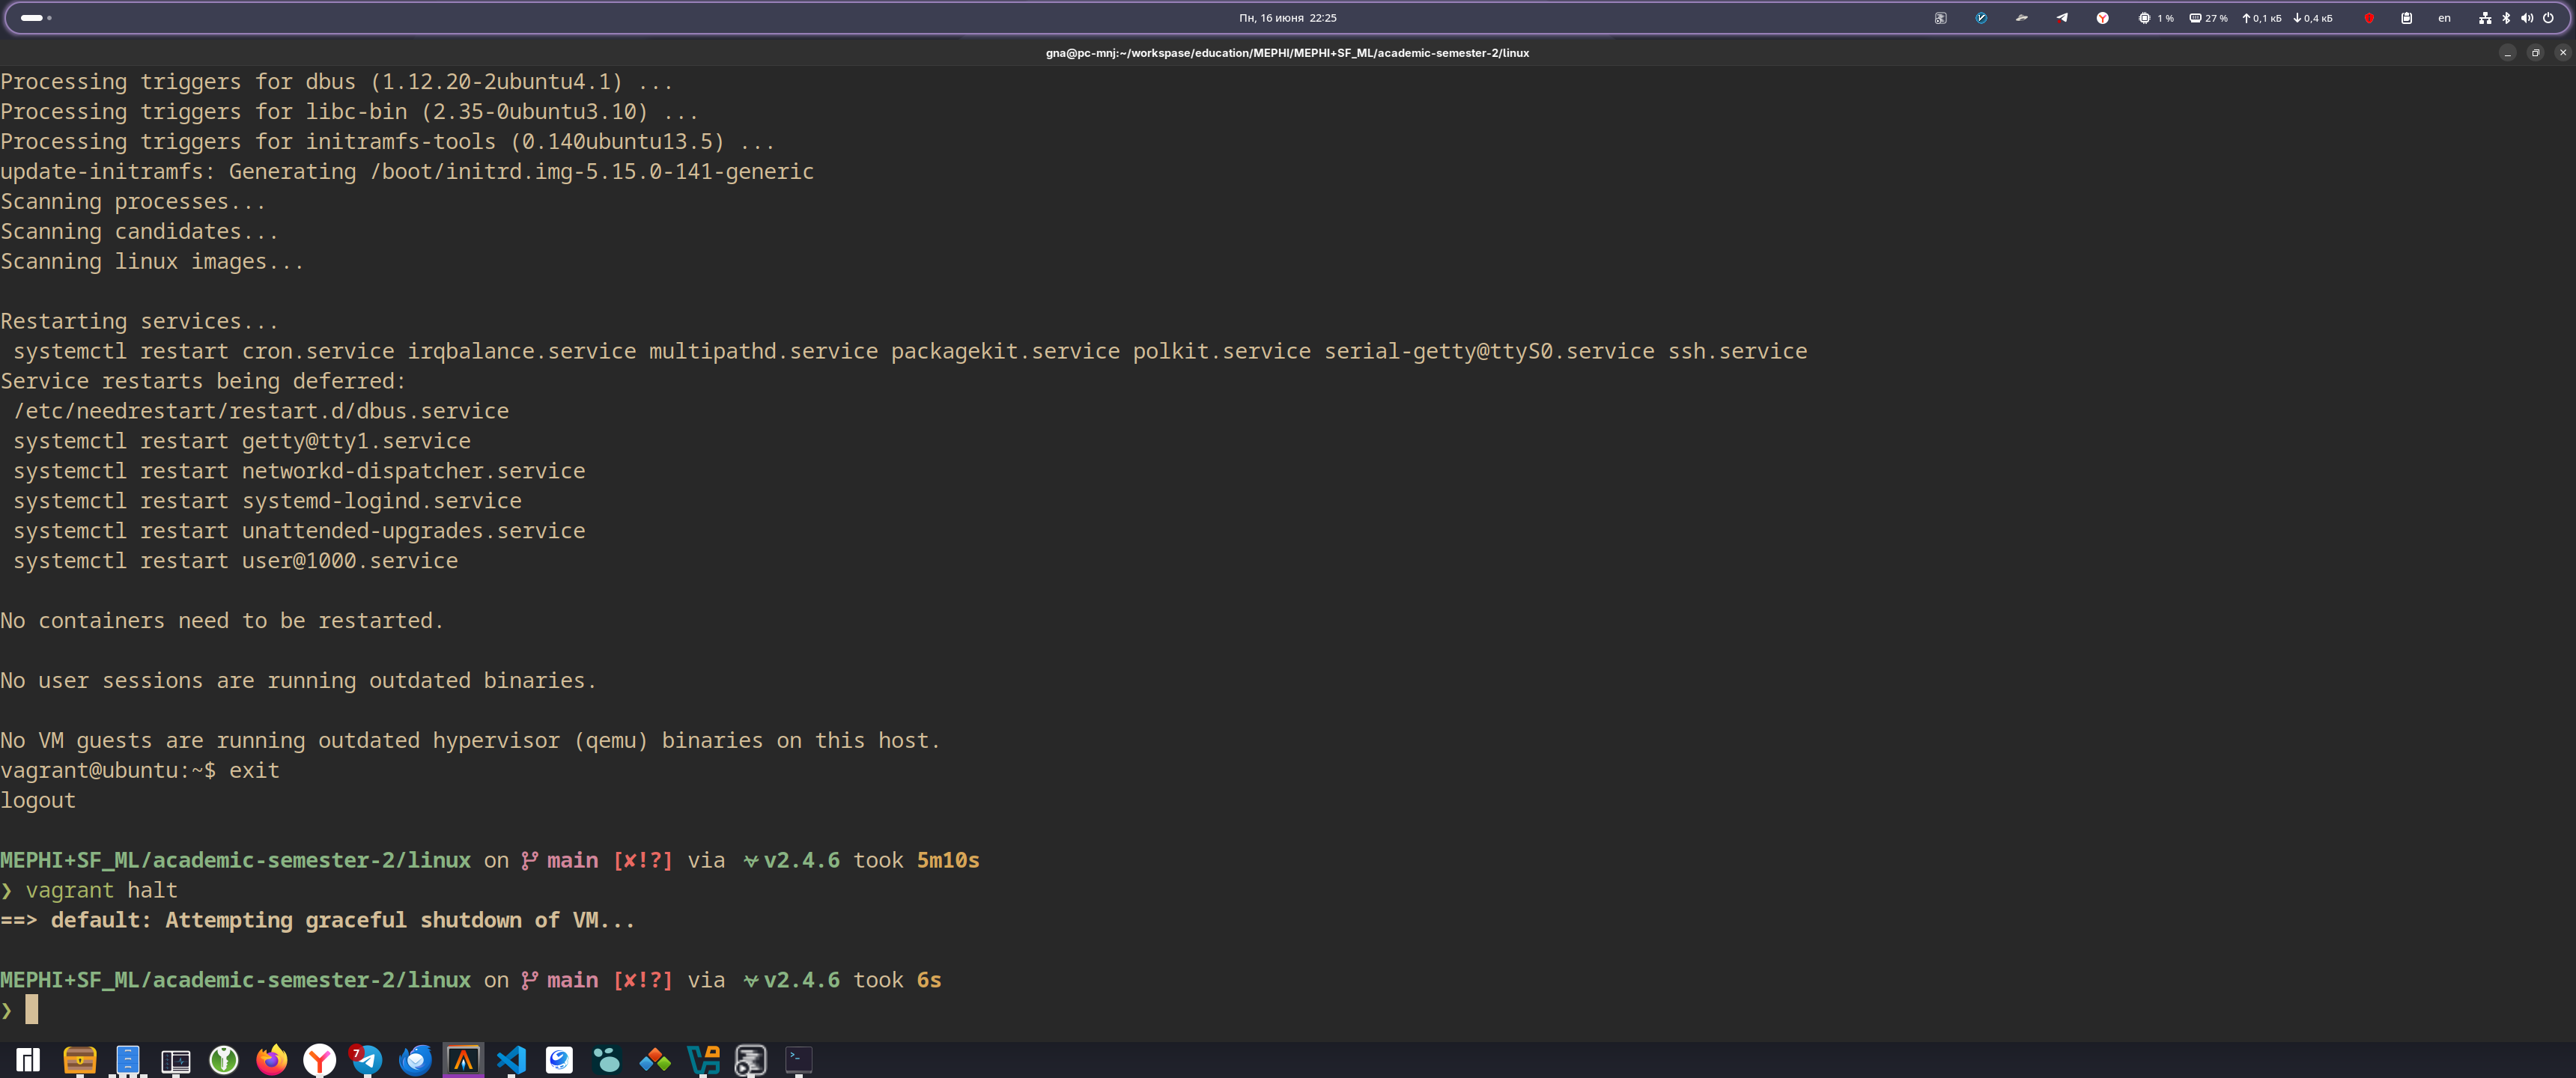 Пн, 16 июня 22:25
1 % 27 % 0,1 кБ 0,4 кБ en
gna@pc-mnj:~/workspase/education/MEPHI/MEPHI+SF_ML/academic-semester-2/linux
Processing triggers for dbus (1.12.20-2ubuntu4.1) ...
Processing triggers for libc-bin (2.35-0ubuntu3.10) ...
Processing triggers for initramfs-tools (0.140ubuntu13.5) ...
update-initramfs: Generating /boot/initrd.img-5.15.0-141-generic
Scanning processes...
Scanning candidates...
Scanning linux images...
Restarting services...
systemctl restart cron.service irqbalance.service multipathd.service packagekit.service polkit.service serial-getty@ttyS0.service ssh.service
Service restarts being deferred:
/etc/needrestart/restart.d/dbus.service
systemctl restart getty@tty1.service
systemctl restart networkd-dispatcher.service
systemctl restart systemd-logind.service
systemctl restart unattended-upgrades.service
systemctl restart user@1000.service
No containers need to be restarted.
No user sessions are running outdated binaries.
No VM guests are running outdated hypervisor (qemu) binaries on this host.
vagrant@ubuntu:~$ exit
logout
MEPHI+SF_ML/academic-semester-2/linux on main [✘!?] via v2.4.6 took 5m10s
❯ vagrant halt
==> default: Attempting graceful shutdown of VM...
MEPHI+SF_ML/academic-semester-2/linux on main [✘!?] via v2.4.6 took 6s
❯
7